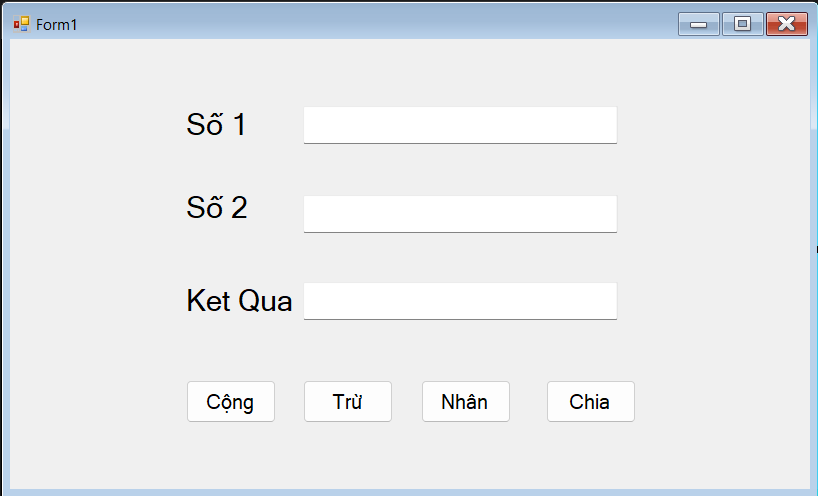 Form1
Số 1
Số 2
Ket Qua
Cộng Trừ Nhân Chia